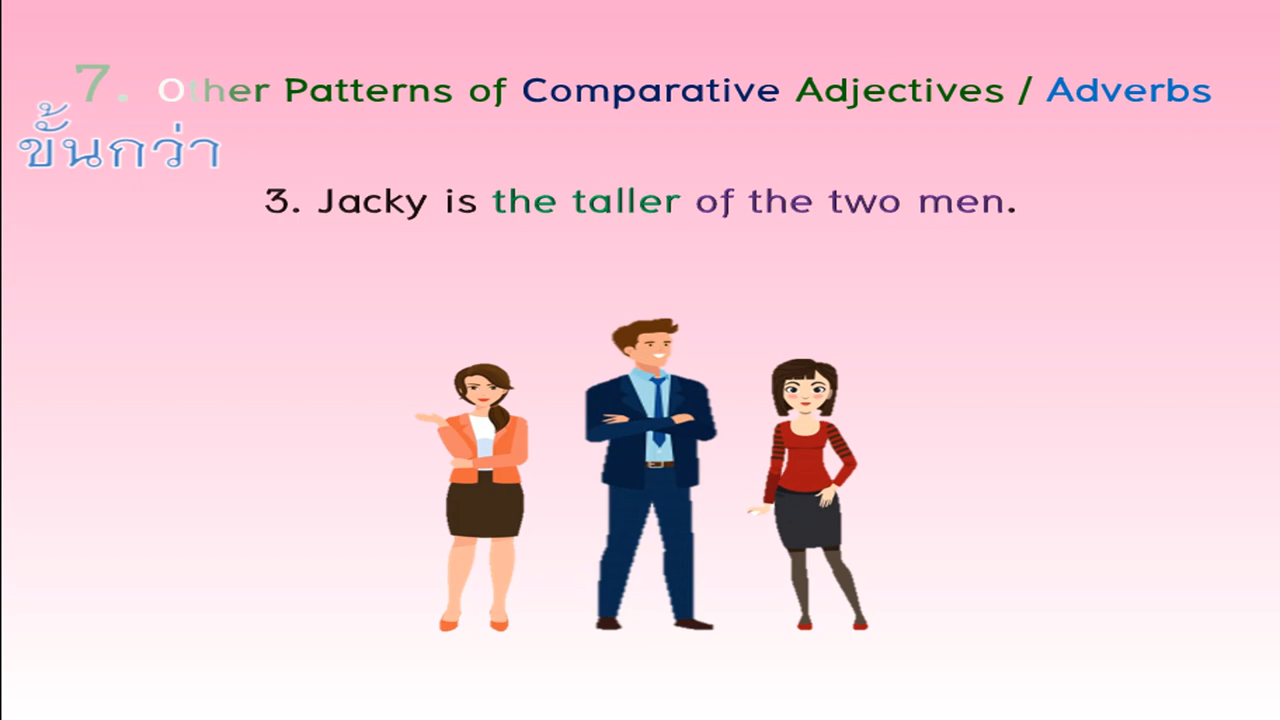 7. Other Patterns of Comparative Adjectives / Adverbs
ขั้นกว่า
3. Jacky is the taller of the two men.